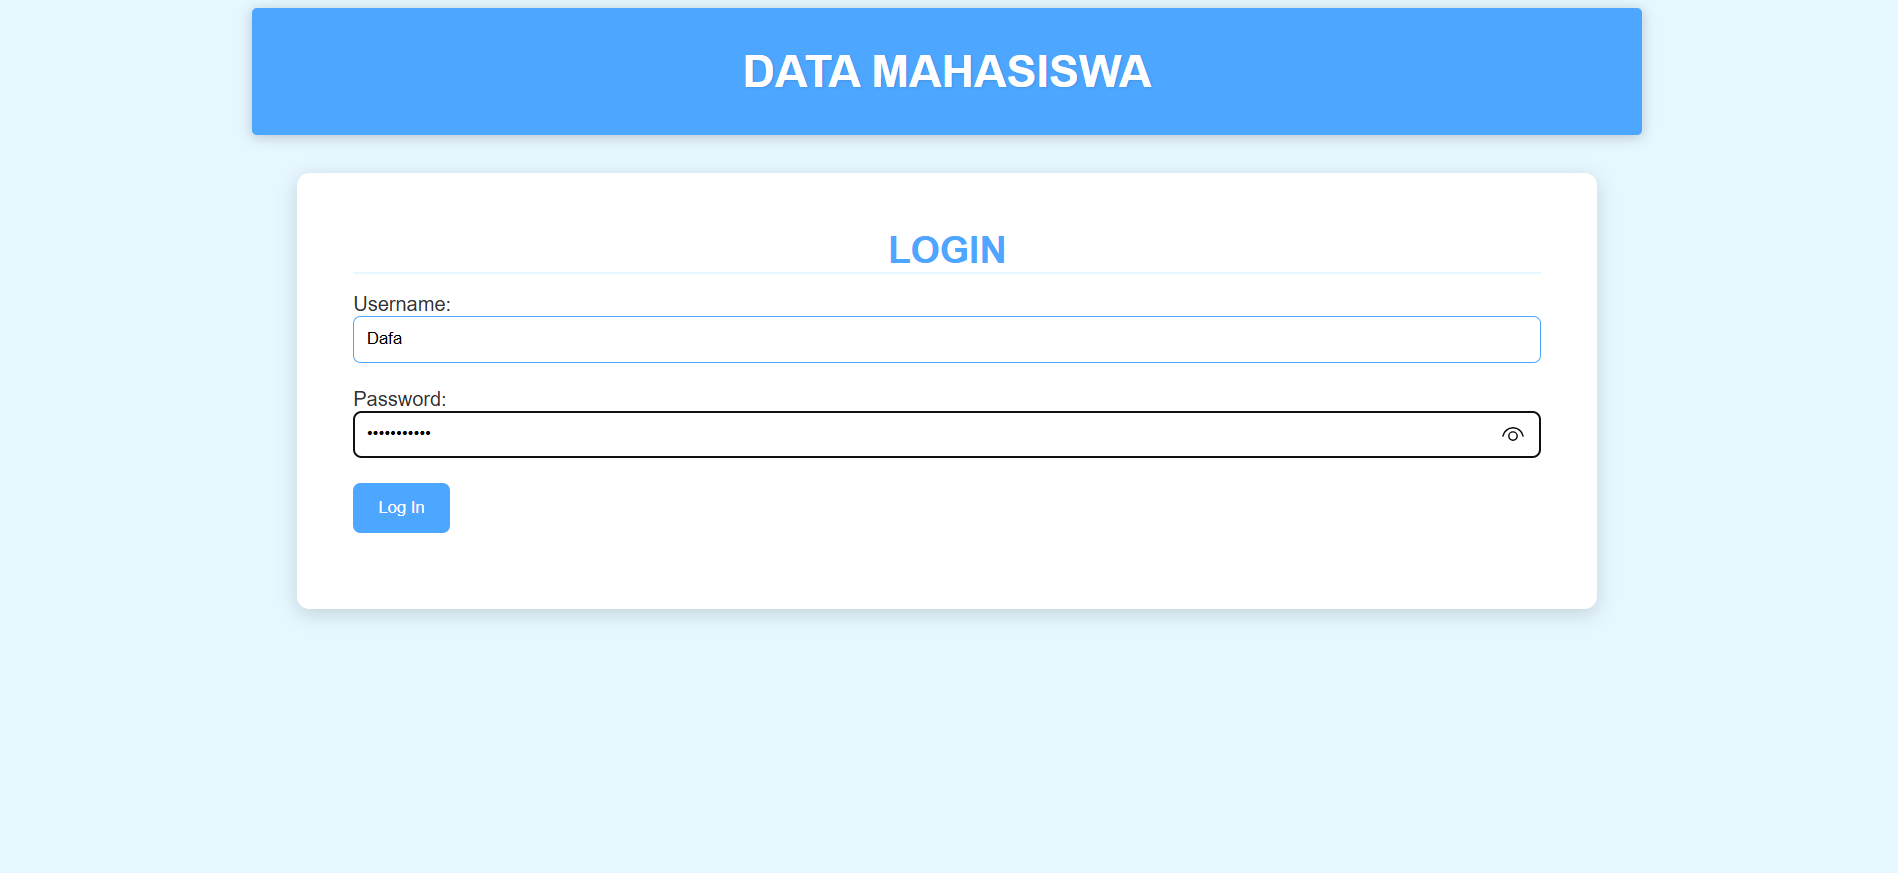 DATA MAHASISWA
LOGIN
Username:
Dafa
Password:
•••••••••••
Log In